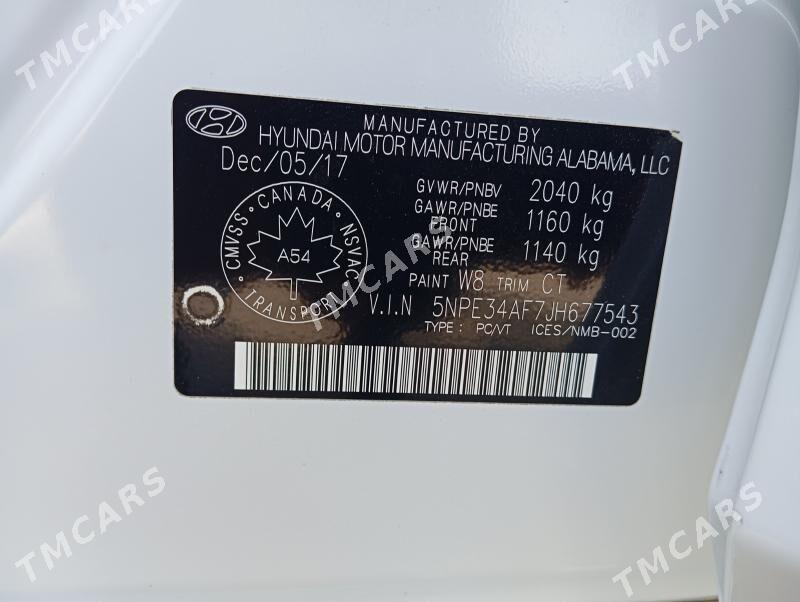 TMCARS
TMCARS
MANUFACTURED BY
HYUNDAI MOTOR MANUFACTURING ALABAMA, LLC
Dec/05/17
GVWR/PNBV 2040 kg
GAWR/PNBE
FRONT 1160 kg
GAWR/PNBE
REAR 1140 kg
CMVSS • CANADA • NSVAC
A54
TRANSPORT
PAINT W8 TRIM CT
V.I.N 5NPE34AF7JH677543
TYPE : PC/VT ICES/NMB-002
TMCARS
TMCARS
TMCARS